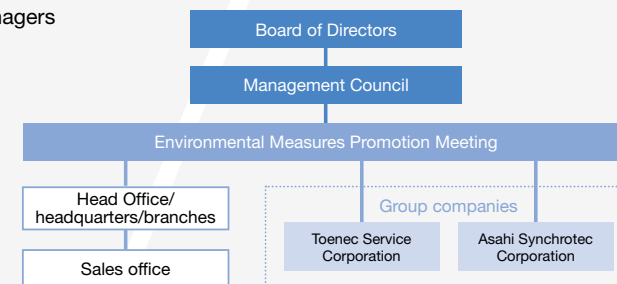 Board of Directors
Management Council
Environmental Measures Promotion Meeting
Head Office/
headquarters/branches
Sales office
Group companies
Toenec Service
Corporation
Asahi Synchrotec
Corporation